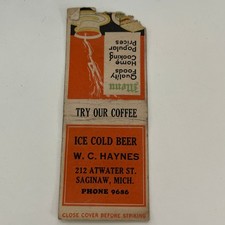 Menu
Quality
Foods
Home
Cooking
Popular
Prices
TRY OUR COFFEE
ICE COLD BEER
W. C. HAYNES
212 ATWATER ST.
SAGINAW, MICH.
PHONE 9686
CLOSE COVER BEFORE STRIKING